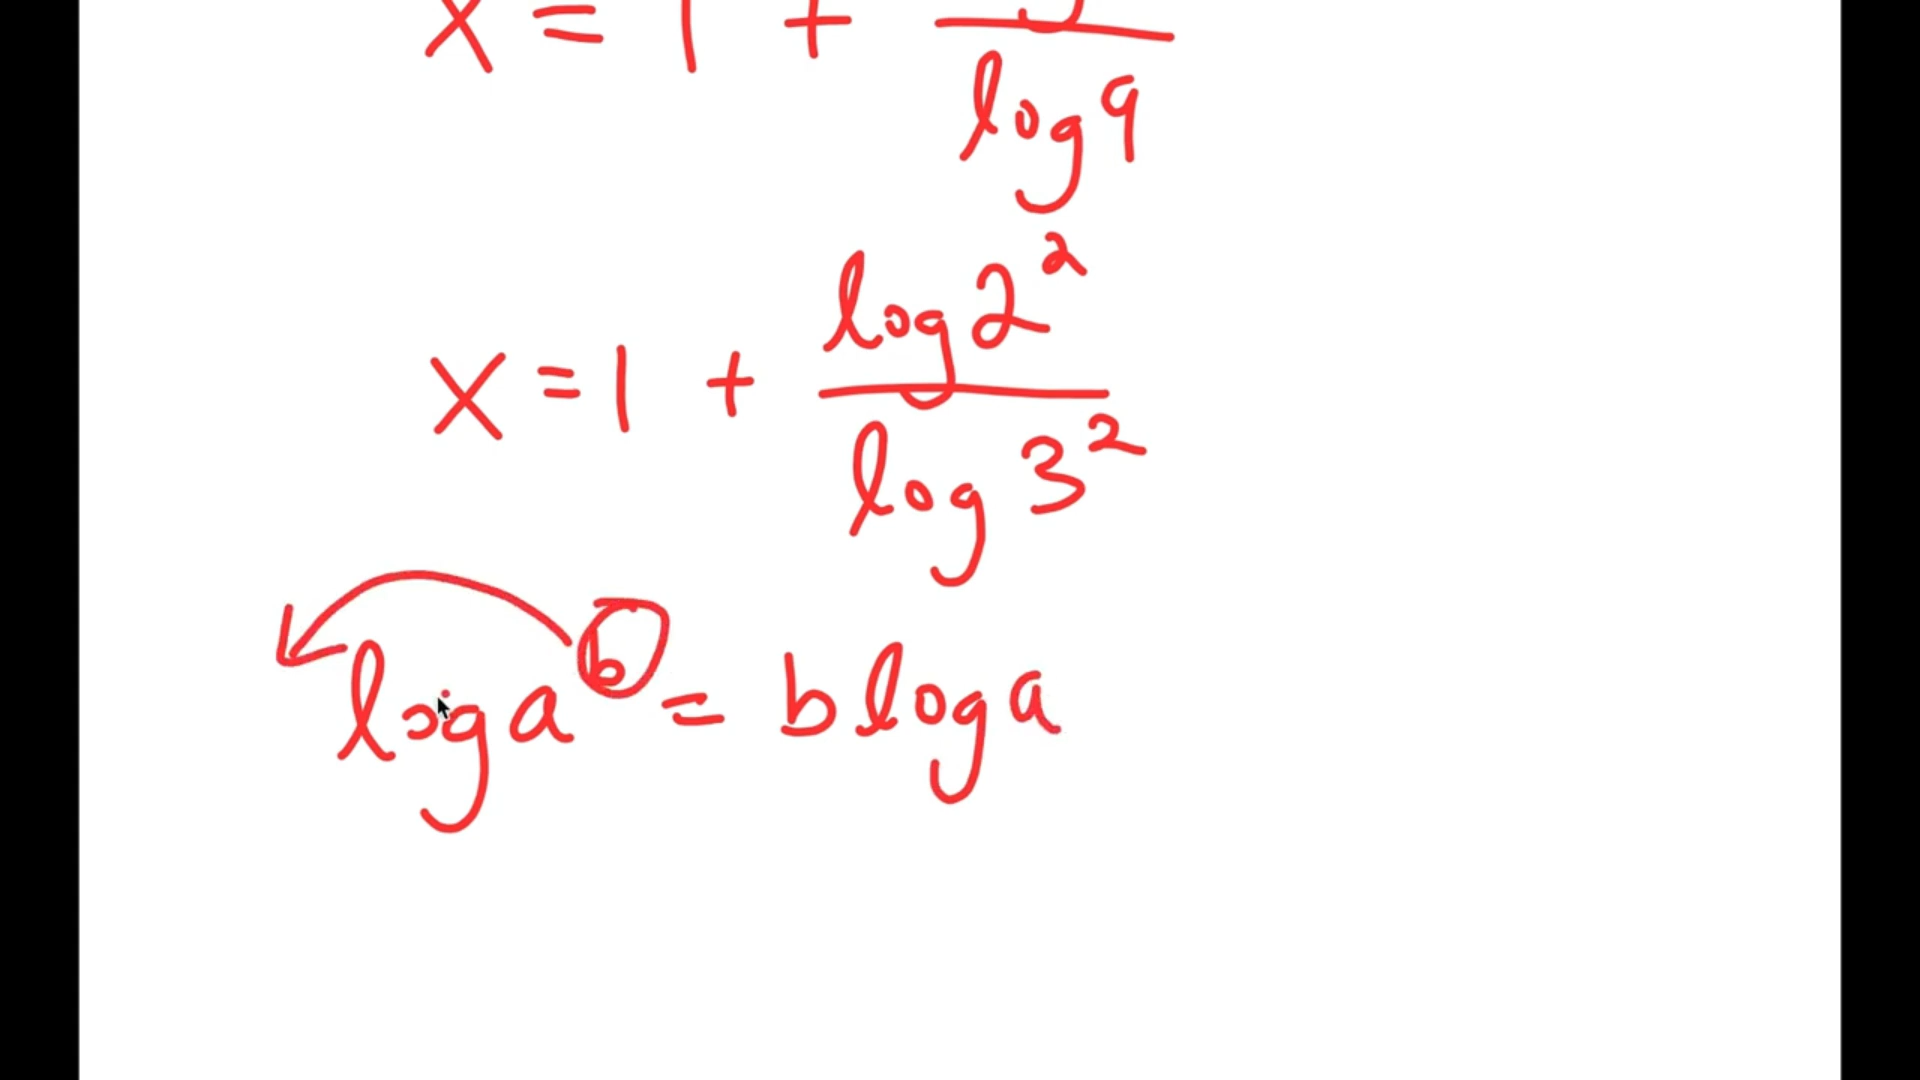 x = 1 + log 9
x = 1 + log 2² / log 3²
log a^b = b log a